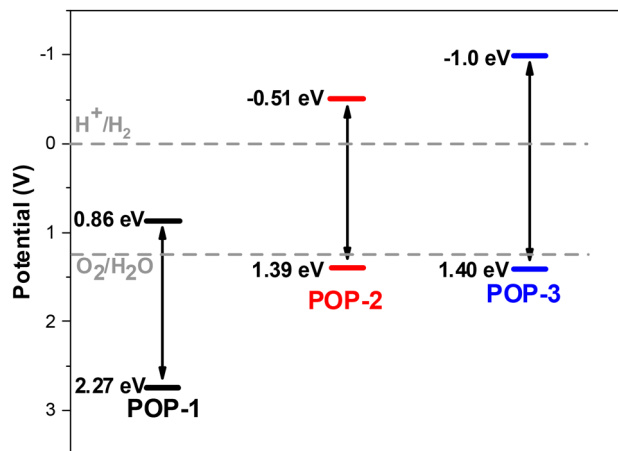 -1
-1.0 eV
-0.51 eV
H+/H2
0
Potential (V)
0.86 eV
1
O2/H2O
1.39 eV
1.40 eV
POP-2
POP-3
2
2.27 eV
POP-1
3